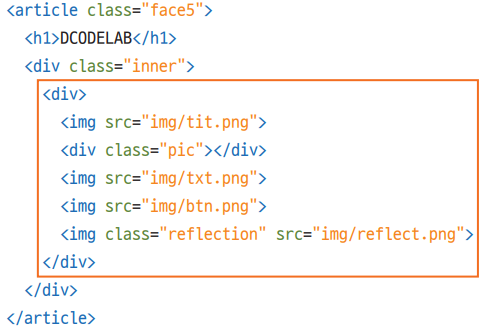 <article class="face5">
  <h1>DCODELAB</h1>
  <div class="inner">
    <div>
      <img src="img/tit.png">
      <div class="pic"></div>
      <img src="img/txt.png">
      <img src="img/btn.png">
      <img class="reflection" src="img/reflect.png">
    </div>
  </div>
</article>